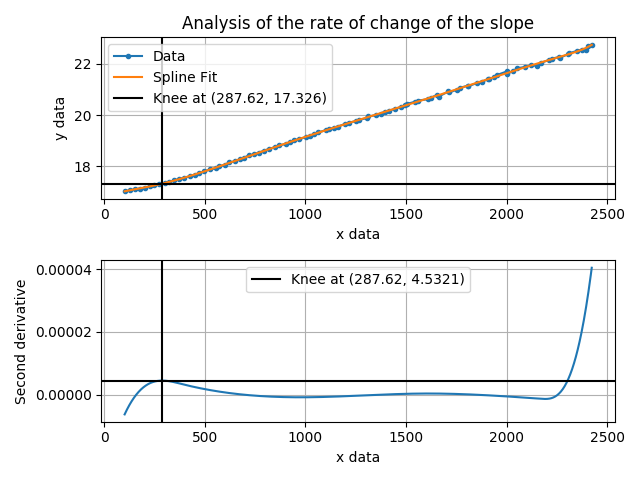 Analysis of the rate of change of the slope
Data
Spline Fit
Knee at (287.62, 17.326)
y data
22
20
18
0 500 1000 1500 2000 2500
x data
Knee at (287.62, 4.5321)
Second derivative
0.00004
0.00002
0.00000
0 500 1000 1500 2000 2500
x data